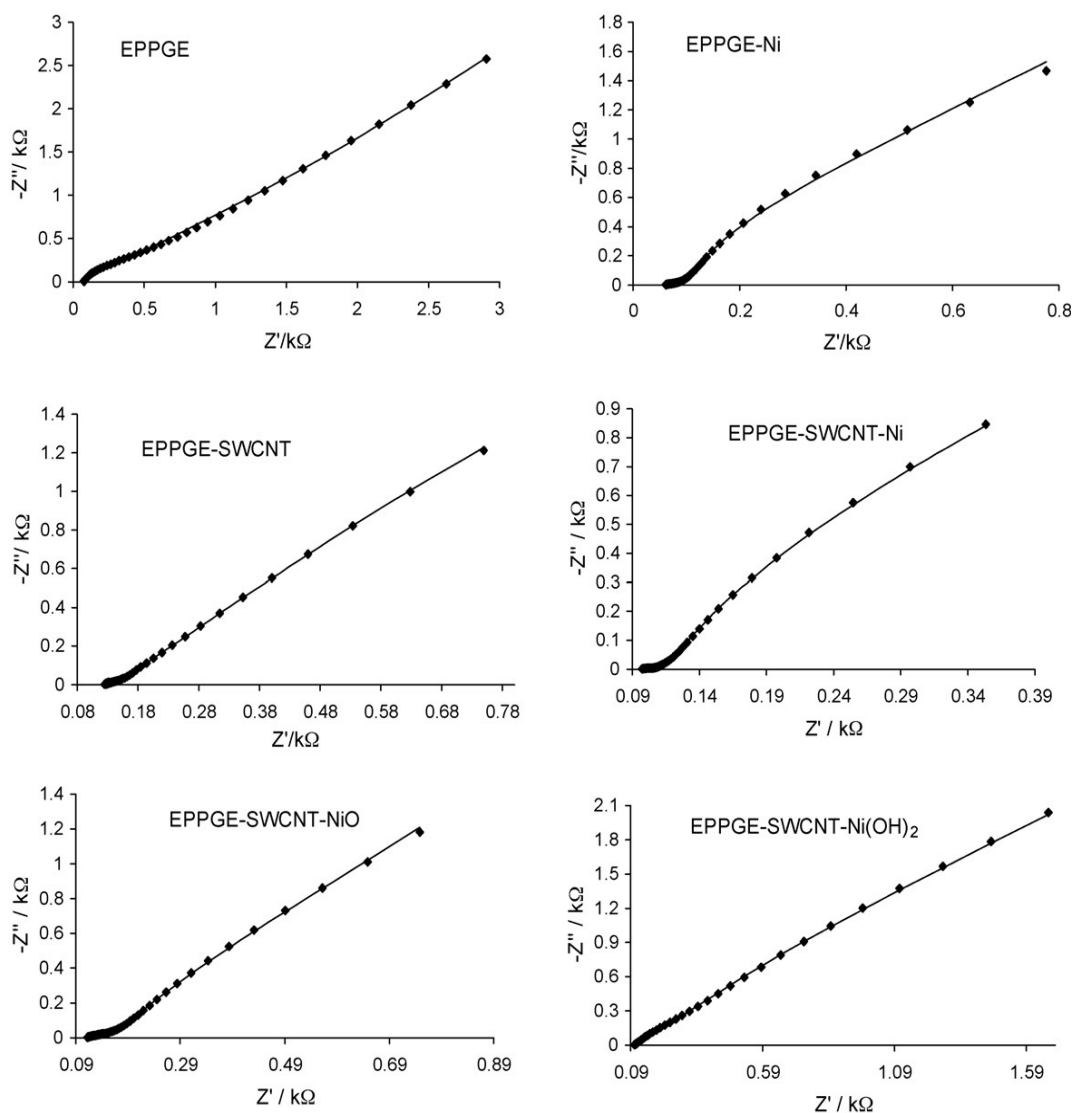 EPPGE
-Z"/ kΩ
3
2.5
2
1.5
1
0.5
0
0 0.5 1 1.5 2 2.5 3
Z'/kΩ
EPPGE-Ni
-Z"/kΩ
1.8
1.6
1.4
1.2
1
0.8
0.6
0.4
0.2
0
0 0.2 0.4 0.6 0.8
Z'/kΩ
EPPGE-SWCNT
-Z"/ kΩ
1.4
1.2
1
0.8
0.6
0.4
0.2
0
0.08 0.18 0.28 0.38 0.48 0.58 0.68 0.78
Z'/kΩ
EPPGE-SWCNT-Ni
-Z" / kΩ
0.9
0.8
0.7
0.6
0.5
0.4
0.3
0.2
0.1
0
0.09 0.14 0.19 0.24 0.29 0.34 0.39
Z' / kΩ
EPPGE-SWCNT-NiO
-Z" / kΩ
1.4
1.2
1
0.8
0.6
0.4
0.2
0
0.09 0.29 0.49 0.69 0.89
Z' / kΩ
EPPGE-SWCNT-Ni(OH)₂
-Z" / kΩ
2.1
1.8
1.5
1.2
0.9
0.6
0.3
0
0.09 0.59 1.09 1.59
Z' / kΩ